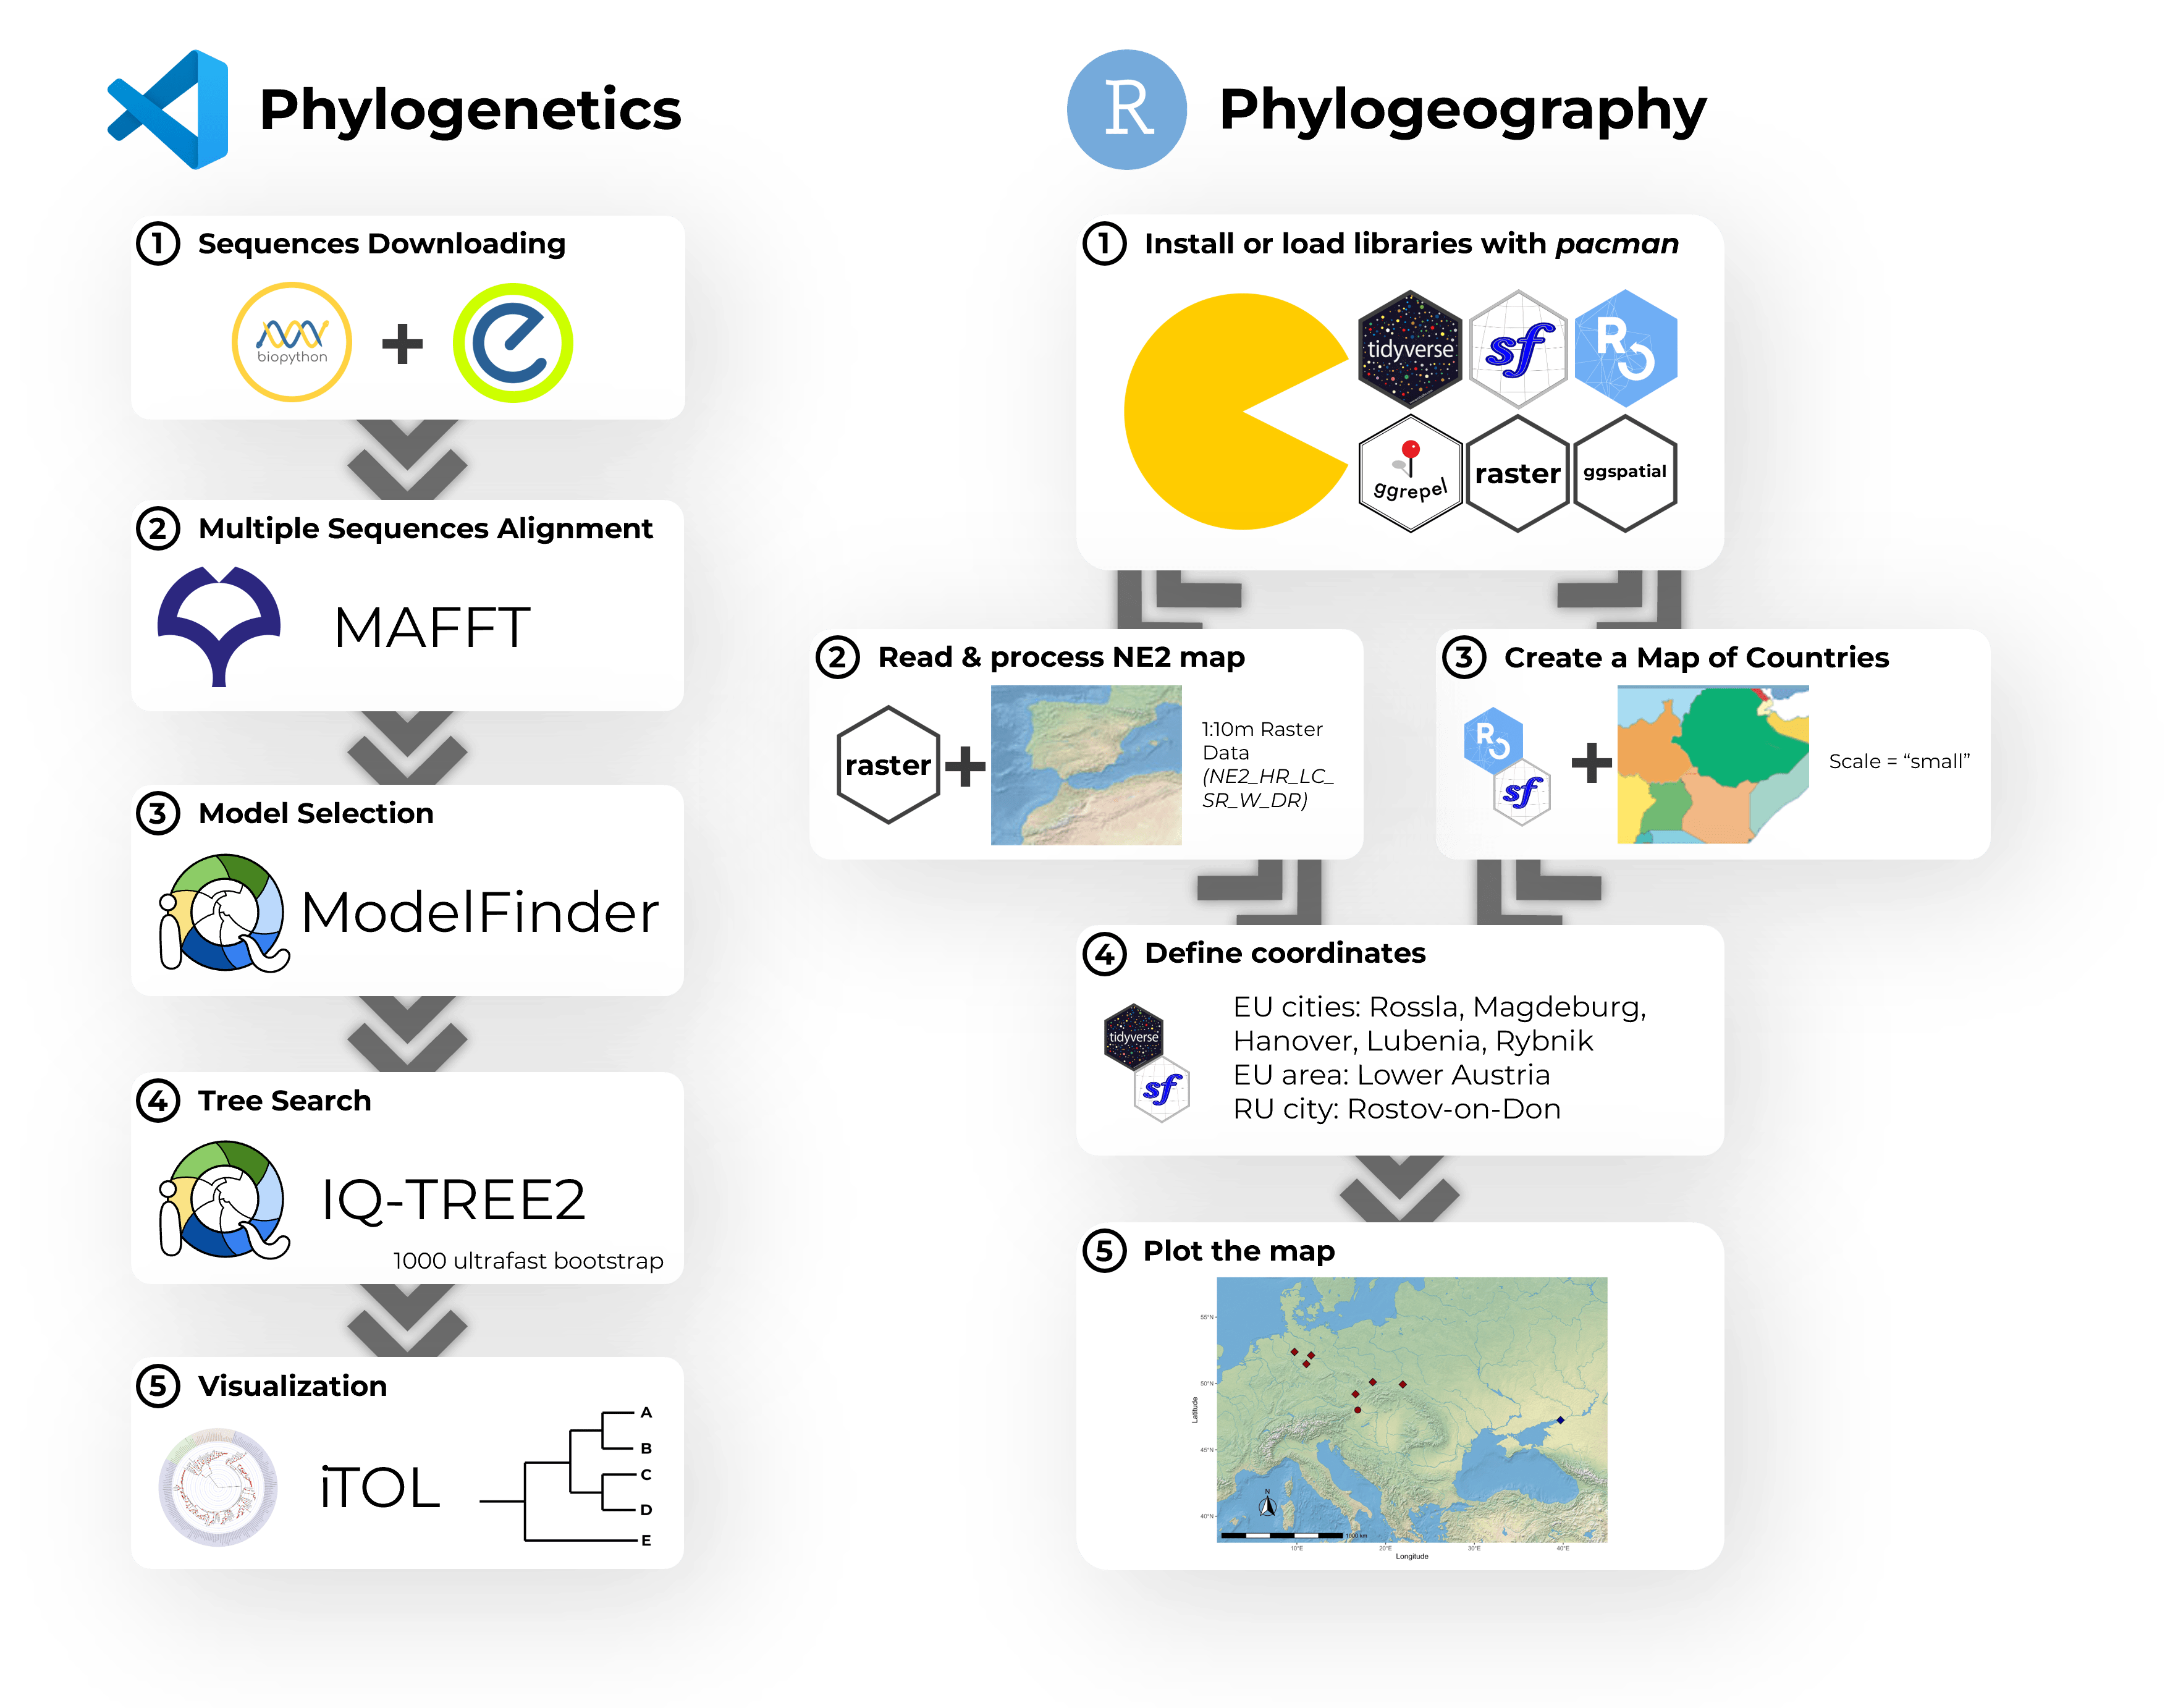 Phylogenetics
1 Sequences Downloading
biopython
+
2 Multiple Sequences Alignment
MAFFT
3 Model Selection
ModelFinder
4 Tree Search
IQ-TREE2
1000 ultrafast bootstrap
5 Visualization
iTOL
A
B
C
D
E
R Phylogeography
1 Install or load libraries with pacman
tidyverse
sf
R
ggrepel
raster
ggspatial
2 Read & process NE2 map
raster
+
1:10m Raster
Data
(NE2_HR_LC_
SR_W_DR)
3 Create a Map of Countries
R
sf
+
Scale = “small”
4 Define coordinates
tidyverse
sf
EU cities: Rossla, Magdeburg,
Hanover, Lubenia, Rybnik
EU area: Lower Austria
RU city: Rostov-on-Don
5 Plot the map
55°N
50°N
45°N
40°N
Latitude
N
1000 km
10°E 20°E 30°E 40°E
Longitude